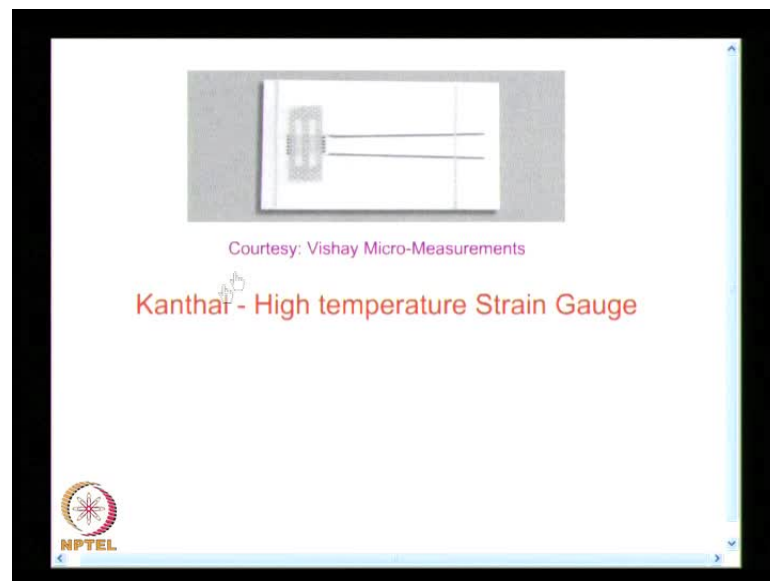 Courtesy: Vishay Micro-Measurements
Kanthal - High temperature Strain Gauge
NPTEL